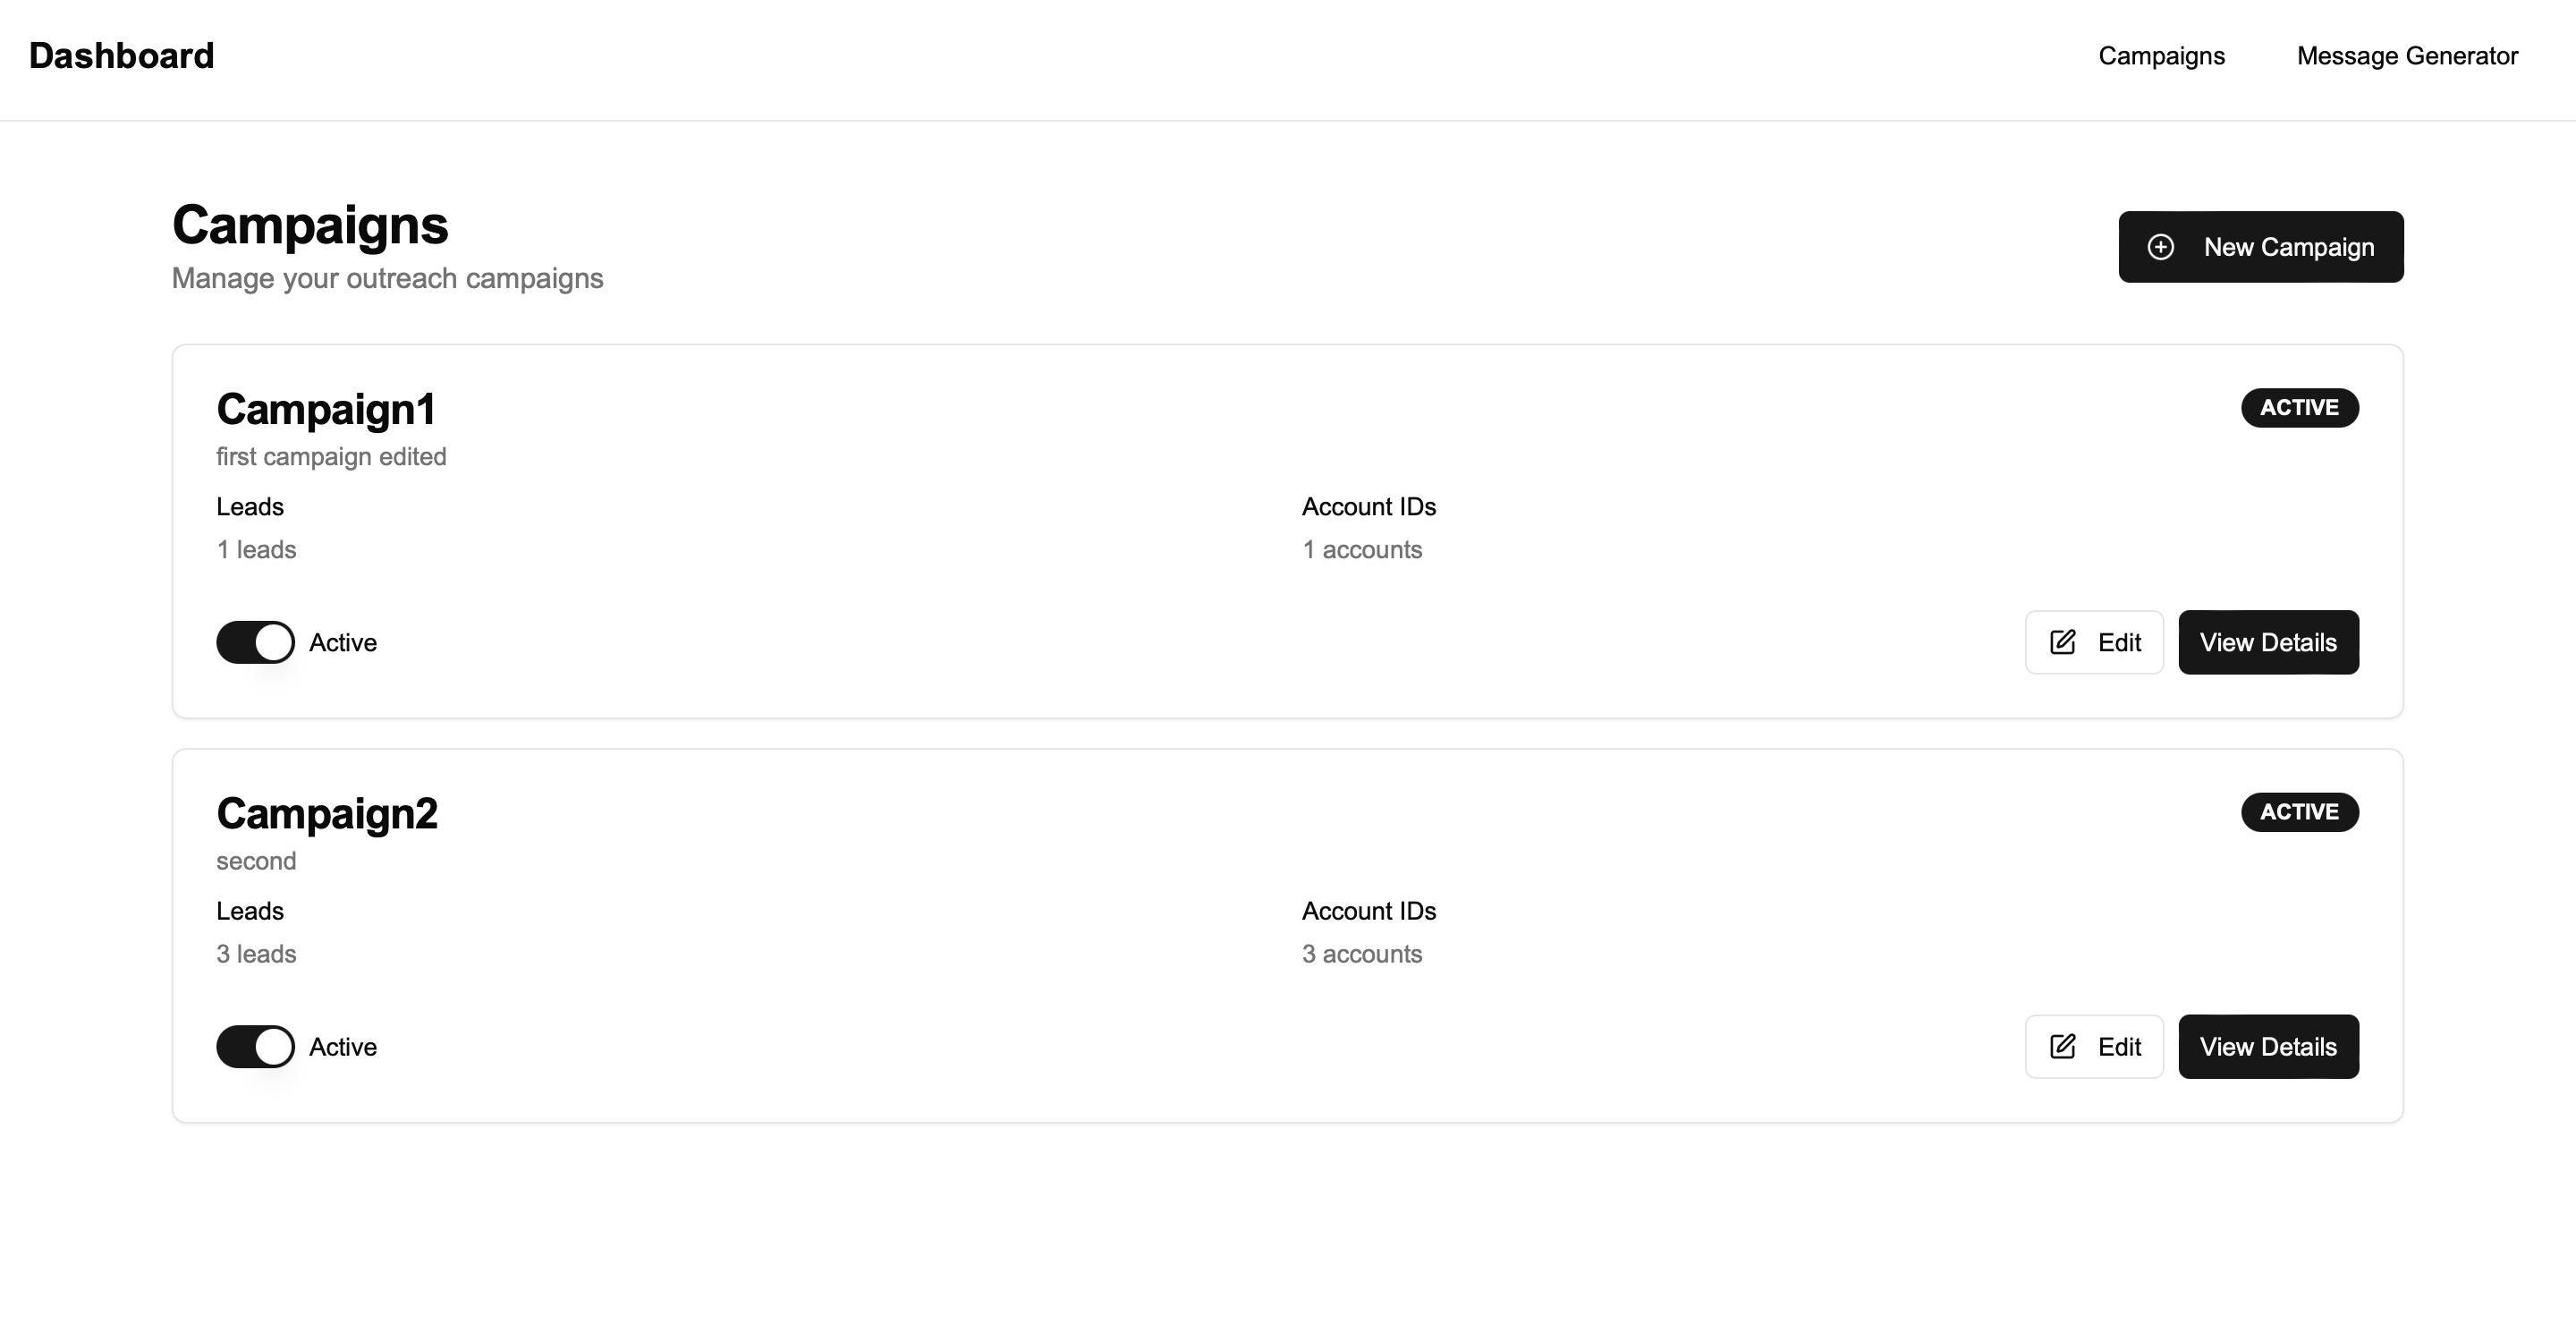 Dashboard
Campaigns
Message Generator
Campaigns
Manage your outreach campaigns
New Campaign
Campaign1
ACTIVE
first campaign edited
Leads
Account IDs
1 leads
1 accounts
Active
Edit
View Details
Campaign2
ACTIVE
second
Leads
Account IDs
3 leads
3 accounts
Active
Edit
View Details